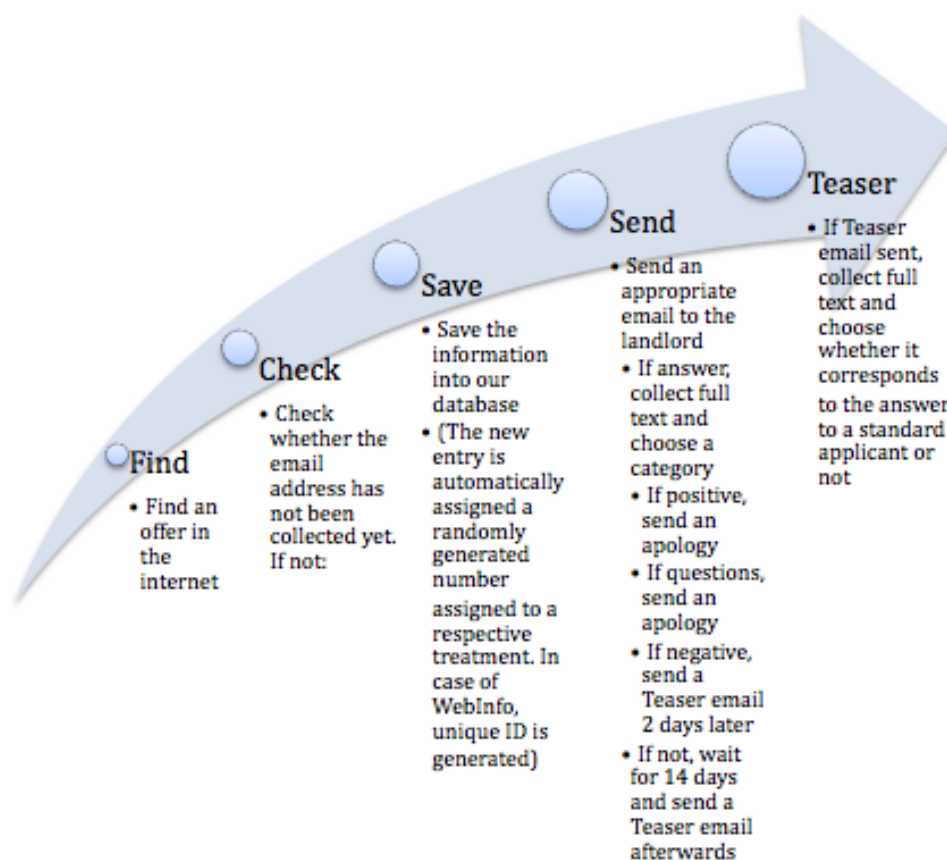 Find
• Find an
offer in
the
internet
Check
• Check
whether the
email
address has
not been
collected yet.
If not:
Save
• Save the
information
into our
database
• (The new
entry is
automatically
assigned a
randomly
generated
number
assigned to a
respective
treatment. In
case of
WebInfo,
unique ID is
generated)
Send
• Send an
appropriate
email to the
landlord
• If answer,
collect full
text and
choose a
category
• If positive,
send an
apology
• If questions,
send an
apology
• If negative,
send a
Teaser email
2 days later
• If not, wait
for 14 days
and send a
Teaser email
afterwards
Teaser
• If Teaser
email sent,
collect full
text and
choose
whether it
corresponds
to the answer
to a standard
applicant or
not